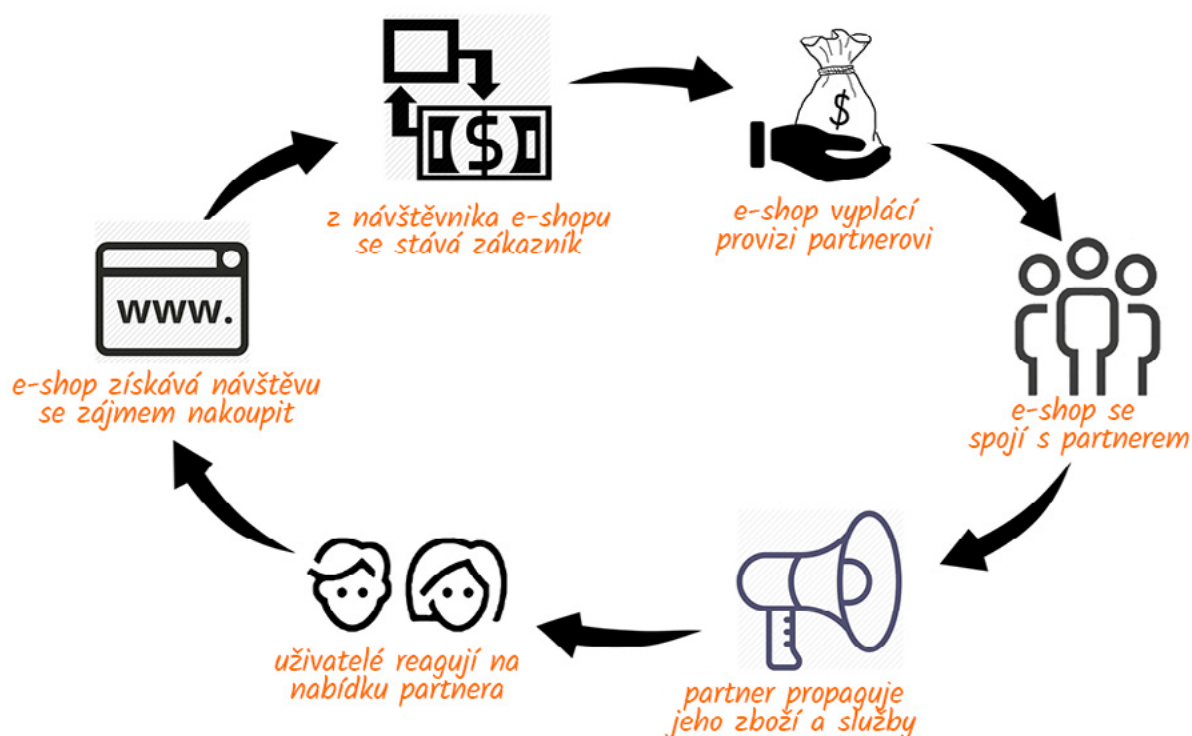 $
$
z návštěvnika e-shopu
se stává zákazník
e-shop vyplácí
provizi partnerovi
www.
e-shop získává návštěvu
se zájmem nakoupit
e-shop se
spojí s partnerem
uživatelé reagují na
nabídku partnera
partner propaguje
jeho zboží a služby